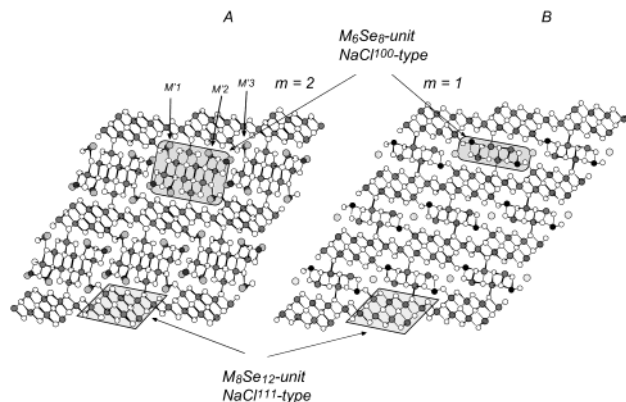 A
M6Se8-unit
NaCl100-type
B
M'1
M'2
M'3
m = 2
m = 1
M8Se12-unit
NaCl111-type